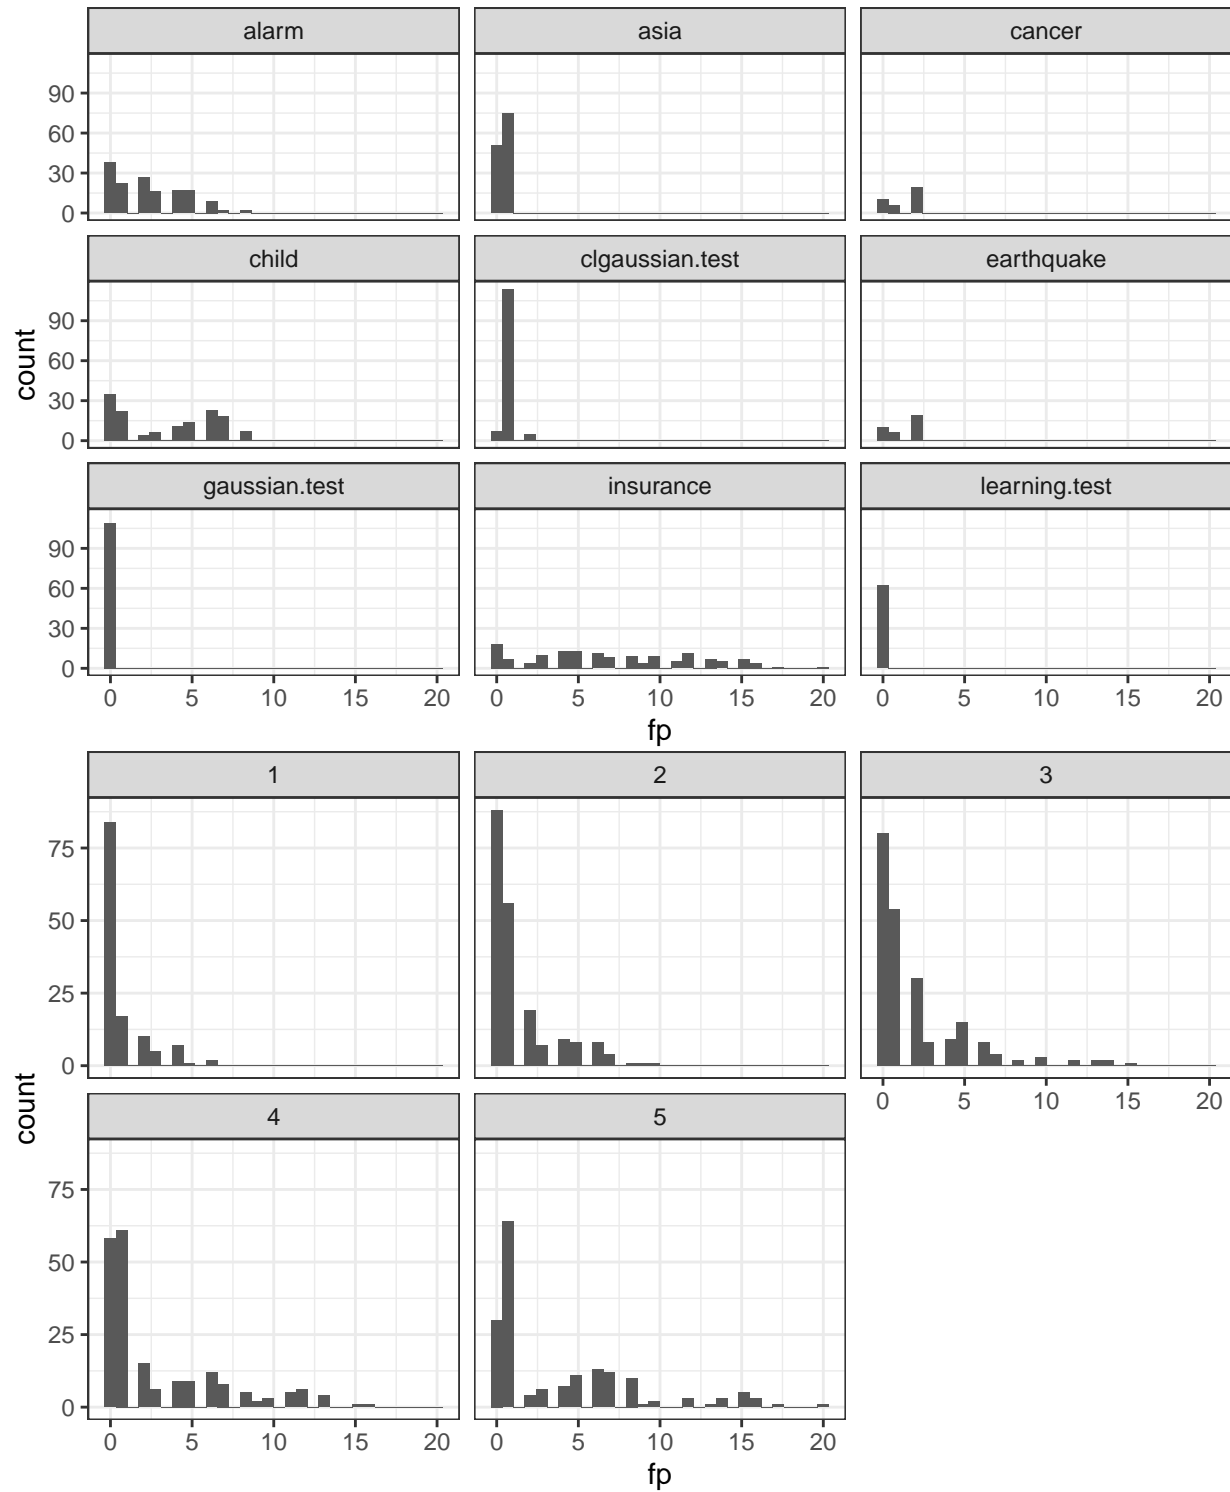 alarm asia cancer
90
60
30
0
child clgaussian.test earthquake
90
60
30
0
count
gaussian.test insurance learning.test
90
60
30
0
0 5 10 15 20 0 5 10 15 20 0 5 10 15 20
fp
1 2 3
75
50
25
0
0 5 10 15 20
count
4 5
75
50
25
0
0 5 10 15 20 0 5 10 15 20
fp